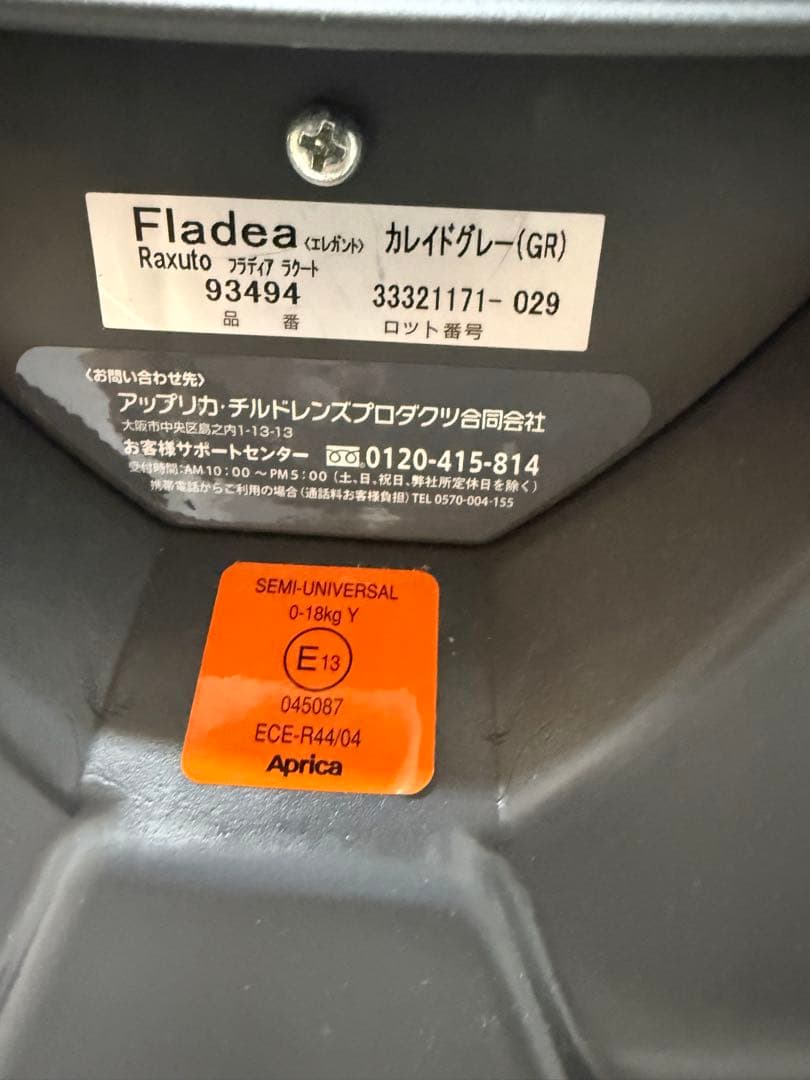 Fladea〈エレガント〉 カレイドグレー(GR)
Raxuto フラディア ラクート
93494 33321171-029
品番 ロット番号
〈お問い合わせ先〉
アップリカ・チルドレンズプロダクツ合同会社
大阪市中央区島之内1-13-13
お客様サポートセンター 0120-415-814
受付時間:AM10:00～PM5:00(土、日、祝日、弊社所定休日を除く)
携帯電話からご利用の場合(通話料お客様負担)TEL 0570-004-155
SEMI-UNIVERSAL
0-18kg Y
E13
045087
ECE-R44/04
Aprica